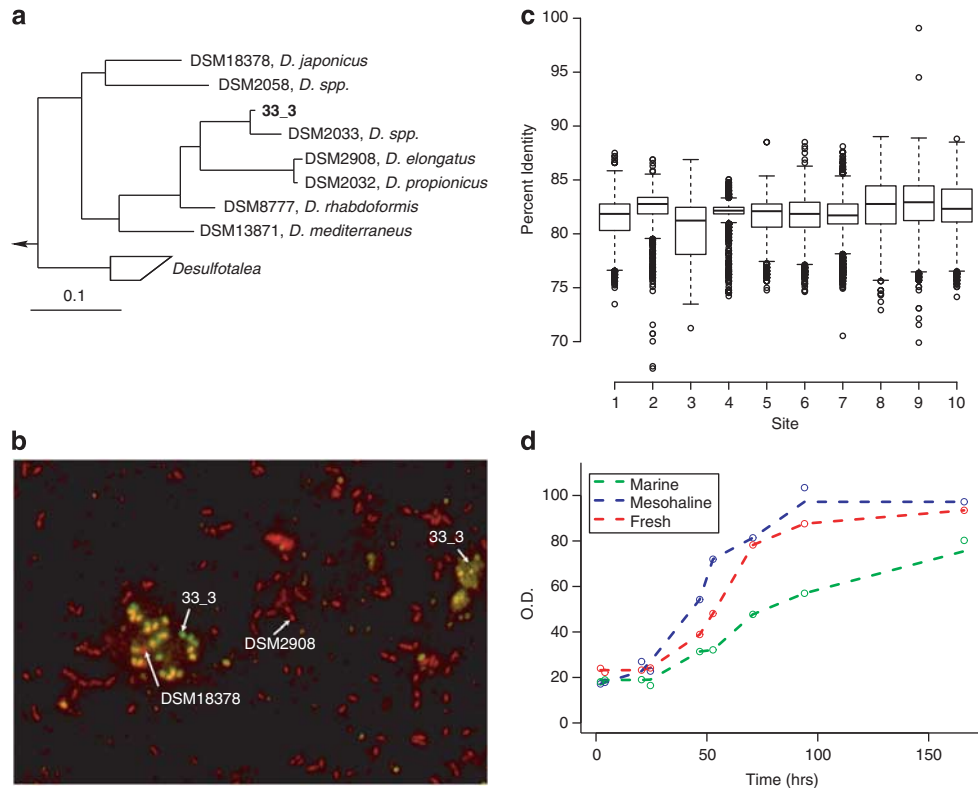 a
DSM18378, D. japonicus
DSM2058, D. spp.
33_3
DSM2033, D. spp.
DSM2908, D. elongatus
DSM2032, D. propionicus
DSM8777, D. rhabdoformis
DSM13871, D. mediterraneus
Desulfotalea
0.1
b
33_3
33_3
DSM2908
DSM18378
c
100
95
90
85
80
75
70
Percent Identity
1 2 3 4 5 6 7 8 9 10
Site
d
Marine
Mesohaline
Fresh
100
80
60
40
20
0
O.D.
0 50 100 150
Time (hrs)